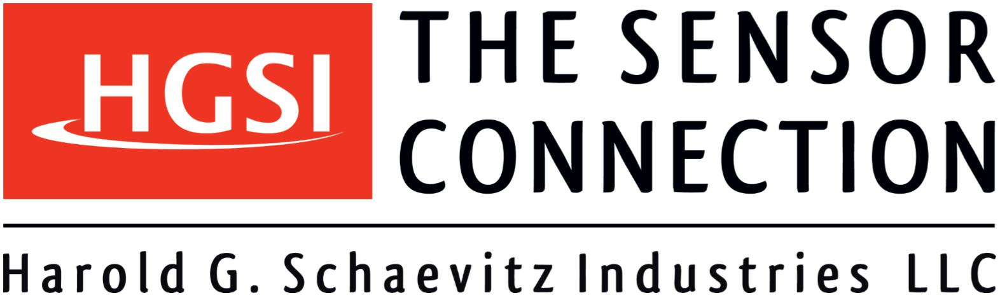 HGSI
THE SENSOR
CONNECTION
Harold G. Schaevitz Industries LLC